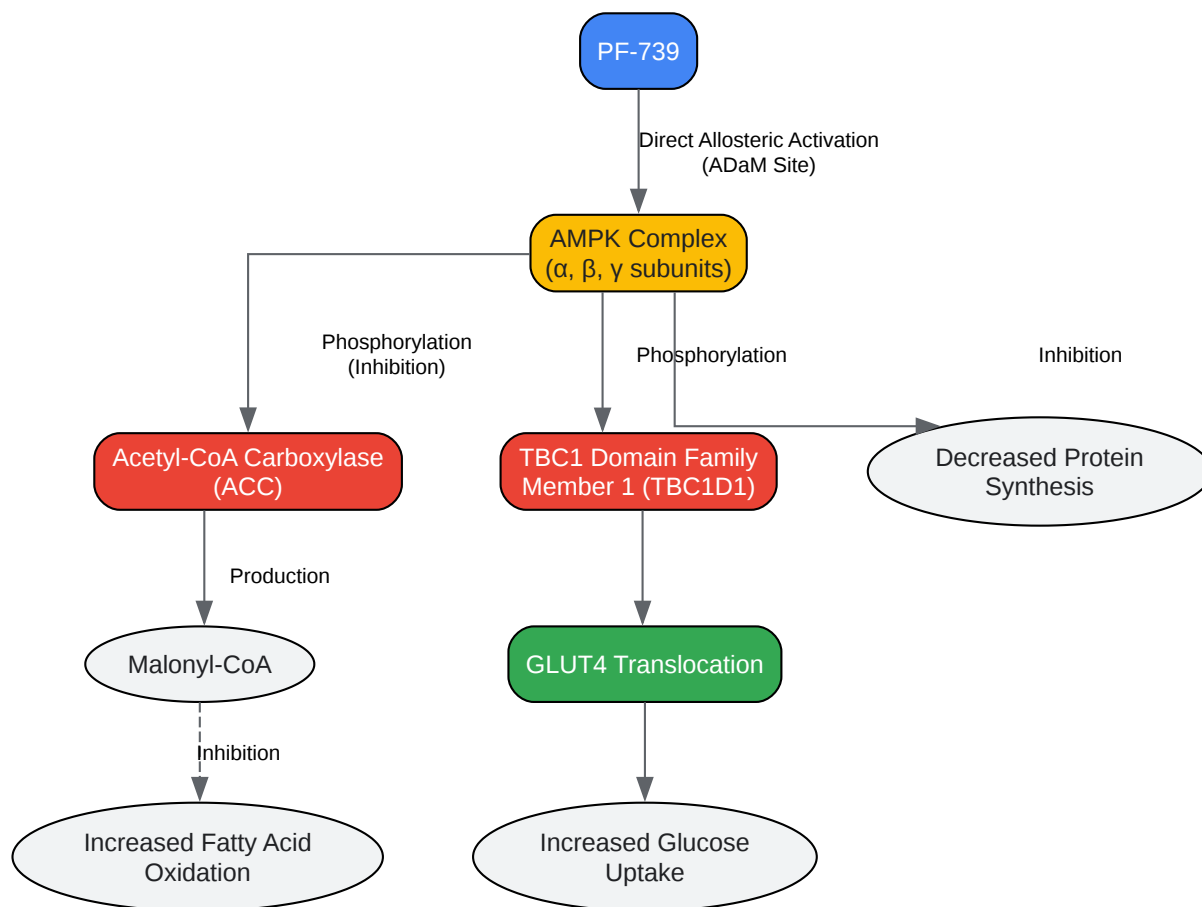 PF-739
Direct Allosteric Activation
(ADaM Site)
AMPK Complex
(α, β, γ subunits)
Phosphorylation
(Inhibition)
Phosphorylation
Inhibition
Acetyl-CoA Carboxylase
(ACC)
TBC1 Domain Family
Member 1 (TBC1D1)
Decreased Protein
Synthesis
Production
Malonyl-CoA
GLUT4 Translocation
Inhibition
Increased Fatty Acid
Oxidation
Increased Glucose
Uptake